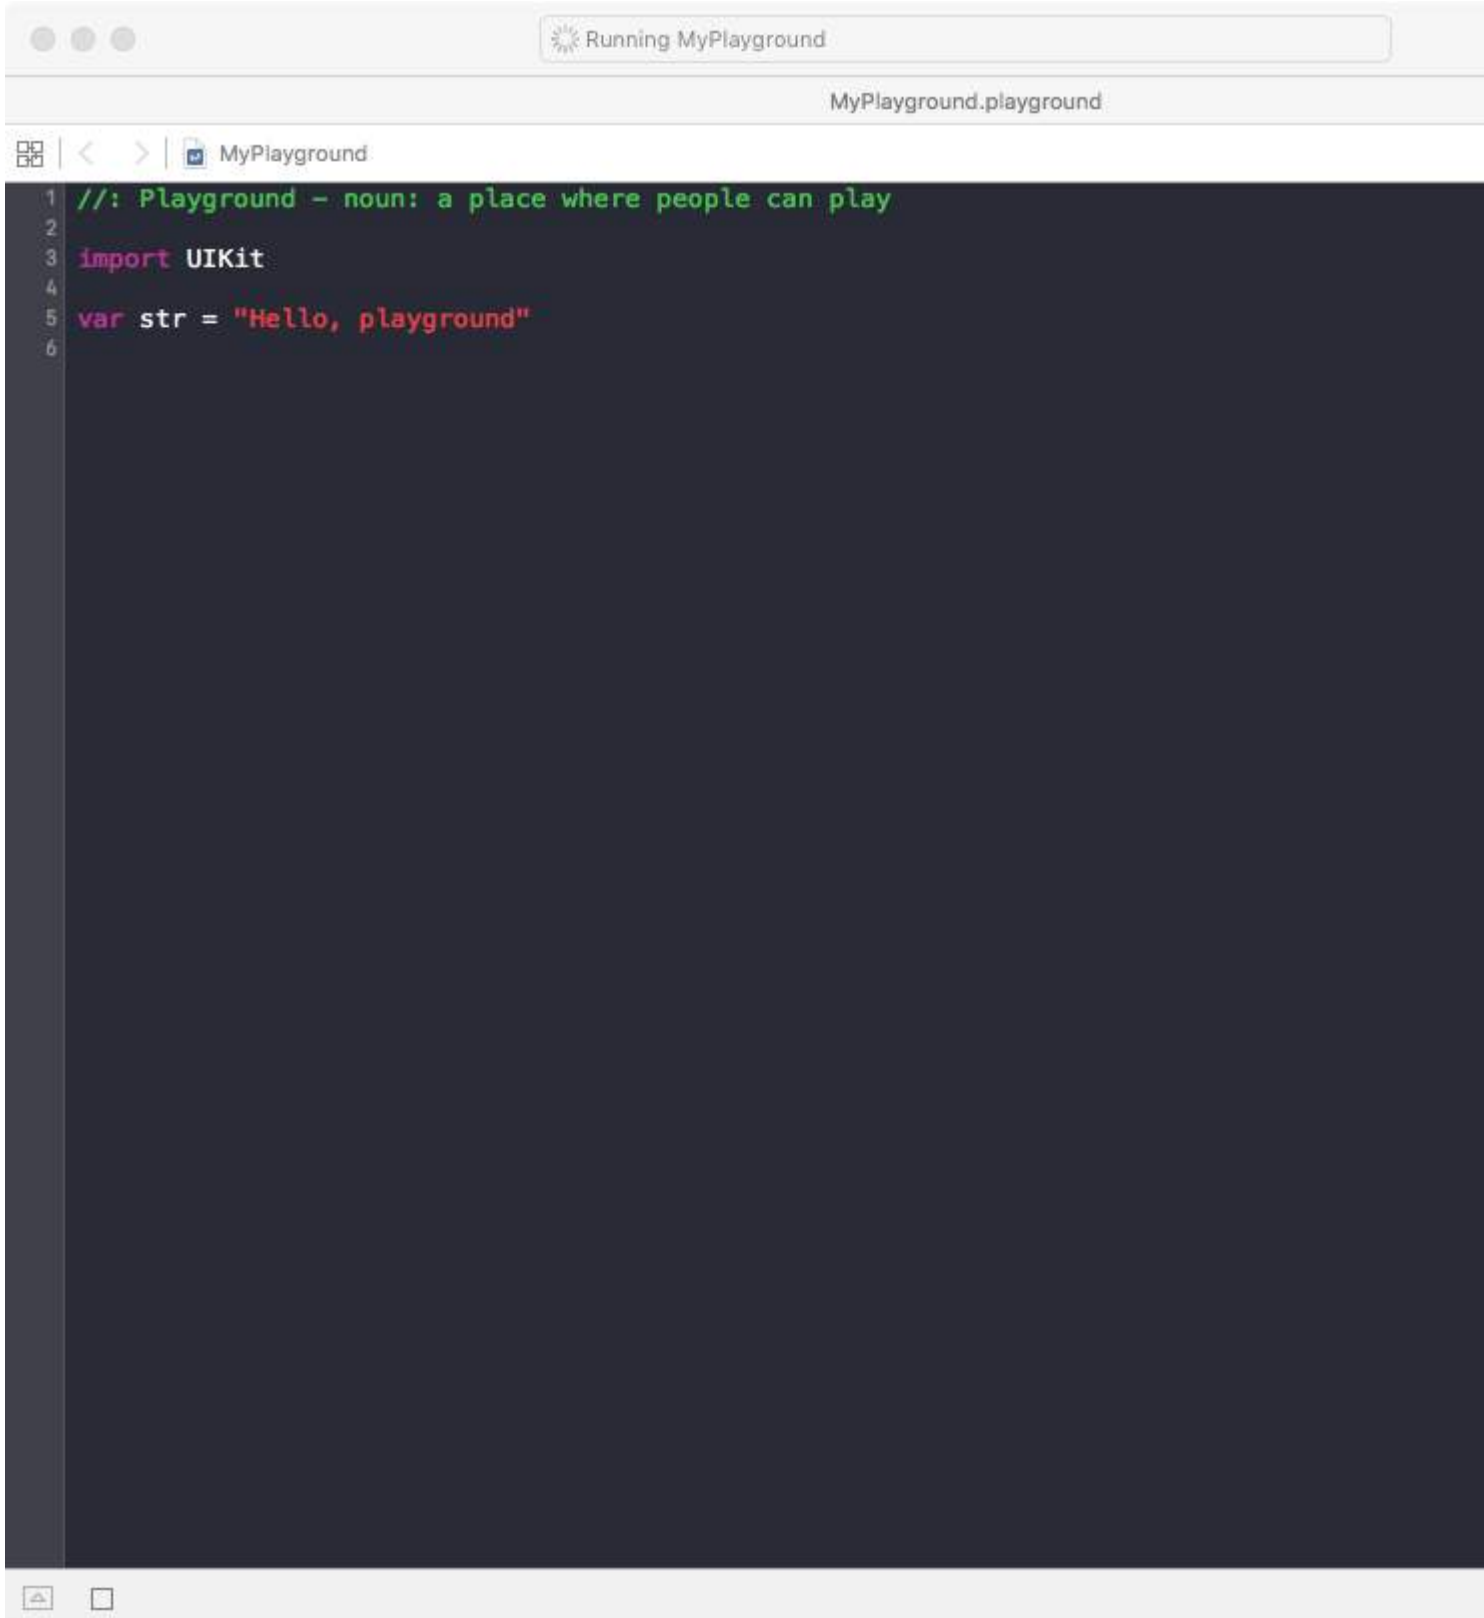 Running MyPlayground
MyPlayground.playground
MyPlayground
1 //: Playground - noun: a place where people can play
2
3 import UIKit
4
5 var str = "Hello, playground"
6